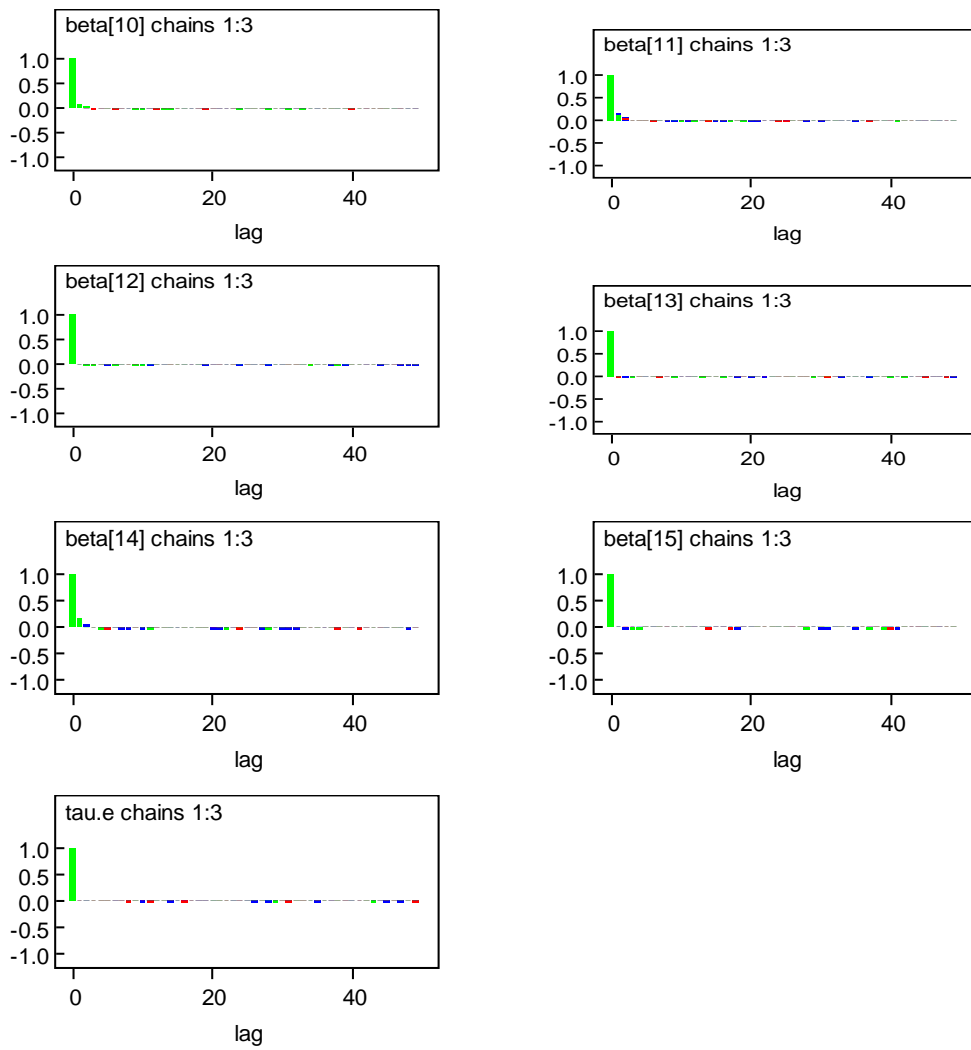 beta[10] chains 1:3
1.0
0.5
0.0
-0.5
-1.0
0 20 40
lag
beta[11] chains 1:3
1.0
0.5
0.0
-0.5
-1.0
0 20 40
lag
beta[12] chains 1:3
1.0
0.5
0.0
-0.5
-1.0
0 20 40
lag
beta[13] chains 1:3
1.0
0.5
0.0
-0.5
-1.0
0 20 40
lag
beta[14] chains 1:3
1.0
0.5
0.0
-0.5
-1.0
0 20 40
lag
beta[15] chains 1:3
1.0
0.5
0.0
-0.5
-1.0
0 20 40
lag
tau.e chains 1:3
1.0
0.5
0.0
-0.5
-1.0
0 20 40
lag